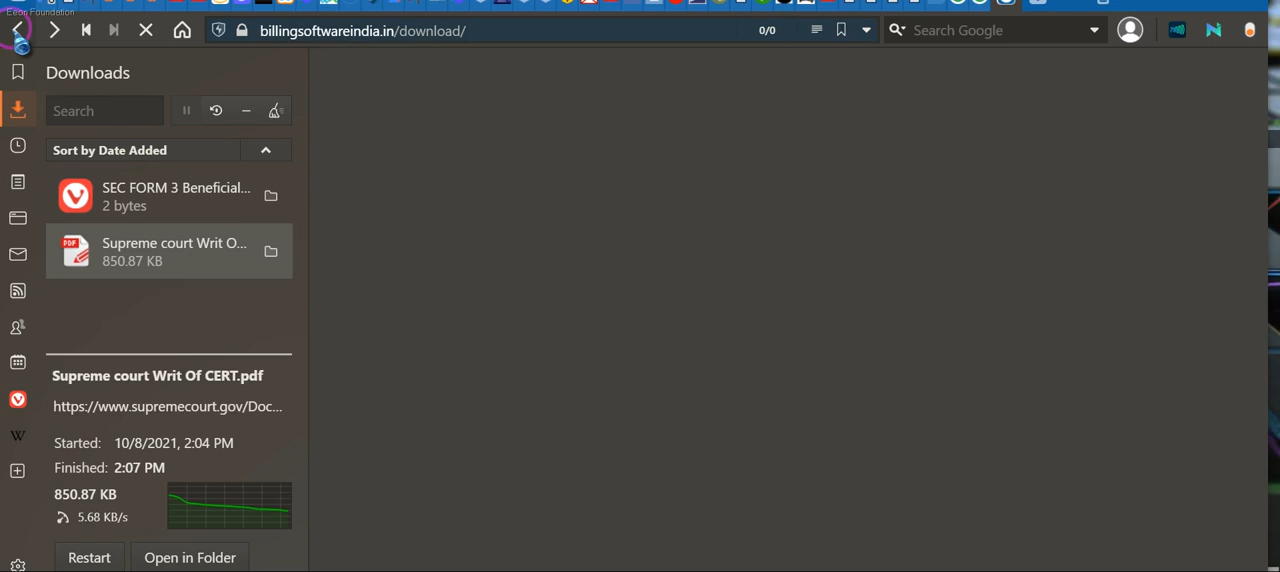 Eeon Foundation
billingsoftwareindia.in/download/
0/0
Search Google
Downloads
Search
Sort by Date Added
SEC FORM 3 Beneficial...
2 bytes
PDF
Supreme court Writ O...
850.87 KB
W
Supreme court Writ Of CERT.pdf
https://www.supremecourt.gov/Doc...
Started: 10/8/2021, 2:04 PM
Finished: 2:07 PM
850.87 KB
5.68 KB/s
Restart
Open in Folder